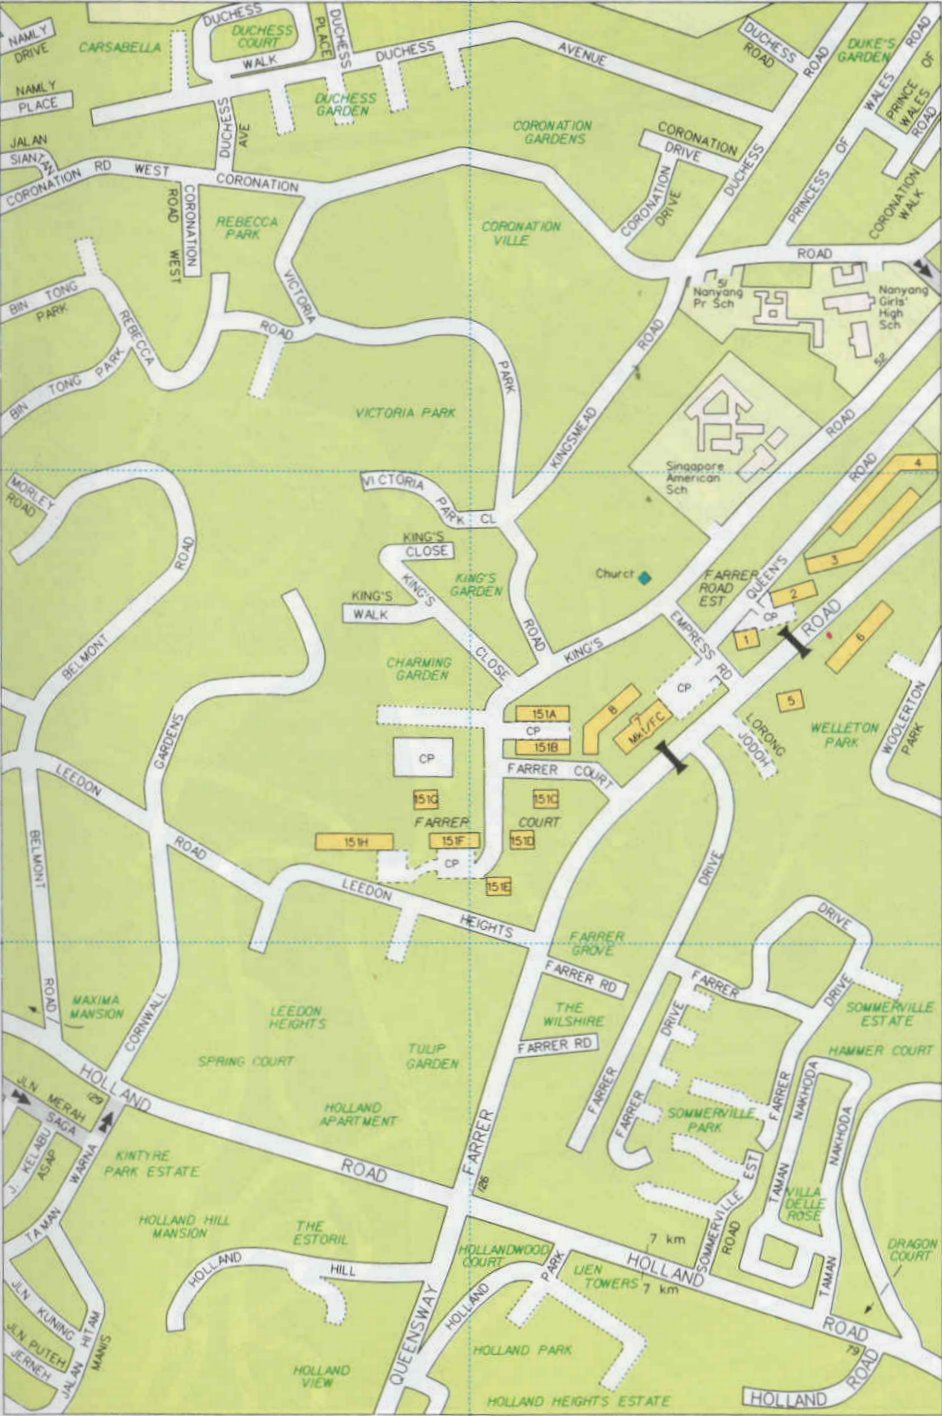 NAMLY
DRIVE
CARSABELLA
DUCHESS
DUCHESS
COURT
WALK
DUCHESS
PLACE
DUCHESS
AVENUE
DUCHESS
ROAD
ROAD
DUKE'S
GARDEN
WALES
ROAD
PRINCE OF
WALES
ROAD
NAMLY
PLACE
DUCHESS
AVE
DUCHESS
GARDEN
CORONATION
GARDENS
CORONATION
DRIVE
DUCHESS
PRINCESS OF
JALAN
SIANTAN
CORONATION RD WEST
CORONATION
CORONATION
ROAD WEST
REBECCA
PARK
CORONATION
VILLE
CORONATION
DRIVE
CORONATION
WALK
ROAD
BIN TONG
PARK
REBECCA
ROAD
VICTORIA
51
Nanyang
Pr Sch
Nanyang
Girls'
High
Sch
52
BIN TONG PARK
PARK
ROAD
KINGSMEAD
VICTORIA PARK
ROAD
ROAD
4
MORLEY
ROAD
VICTORIA
PARK CL
Singapore
American
Sch
KING'S
CLOSE
ROAD
KING'S
GARDEN
Church
FARRER
ROAD
EST
QUEEN'S
3
2
CP
1
ROAD
6
KING'S
WALK
KING'S
CLOSE
ROAD
KING'S
EMPRESS RD
BELMONT
CHARMING
GARDEN
CP
5
WOOLERTON
PARK
GARDENS
151A
CP
151B
8
7
Mkt/FC
LORONG
JODOH
WELLETON
PARK
CP
FARRER COURT
LEEDON
ROAD
151G
151C
FARRER
COURT
BELMONT
151H
151F
151D
CP
151E
DRIVE
LEEDON
HEIGHTS
DRIVE
FARRER
GROVE
FARRER RD
FARRER
DRIVE
ROAD
MAXIMA
MANSION
CORNWALL
LEEDON
HEIGHTS
THE
WILSHIRE
DRIVE
SOMMERVILLE
ESTATE
SPRING COURT
TULIP
GARDEN
FARRER RD
HAMMER COURT
JLN MERAH
SAGA
129
HOLLAND
HOLLAND
APARTMENT
FARRER
FARRER
FARRER
SOMMERVILLE
PARK
FARRER
NAKHODA
NAKHODA
J. KELABU
ASAP
WARNA
KINTYRE
PARK ESTATE
ROAD
126
TAMAN
VILLA
DELLE
ROSE
TAMAN
HOLLAND HILL
MANSION
THE
ESTORIL
HOLLANDWOOD
COURT
7 km
SOMMERVILLE EST
ROAD
DRAGON
COURT
HOLLAND
HILL
PARK
LIEN
TOWERS
HOLLAND
7 km
TAMAN
JLN KUNING
QUEENSWAY
HOLLAND
ROAD
JLN PUTEH
JERNEH
JALAN HITAM
MANIS
HOLLAND
VIEW
HOLLAND PARK
79
HOLLAND HEIGHTS ESTATE
HOLLAND
ROAD